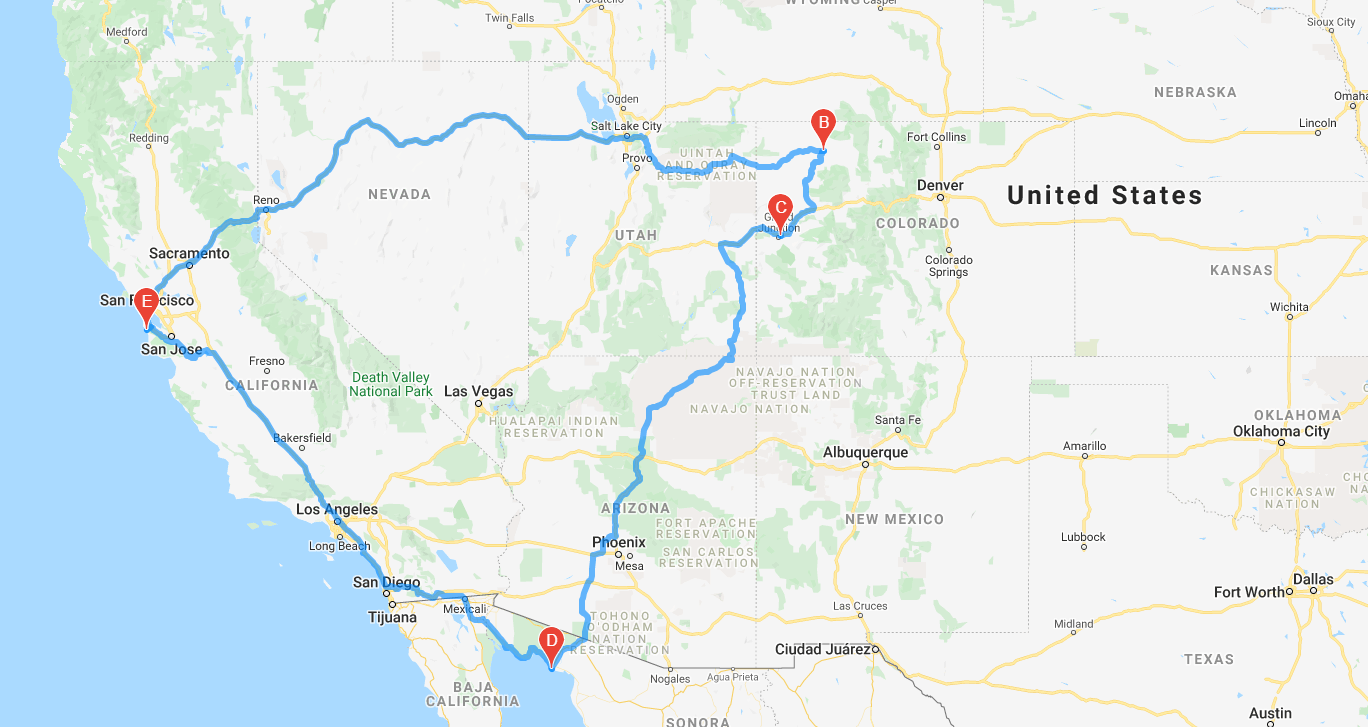 WYOMING
Casper
Pocatello
Twin Falls
Sioux City
Medford
NEBRASKA
Omaha
Ogden
B
Lincoln
Salt Lake City
Redding
Fort Collins
UINTAH
AND OURAY
RESERVATION
Provo
Denver
United States
NEVADA
Reno
C
Grand
Junction
COLORADO
UTAH
Sacramento
Colorado
Springs
KANSAS
E
San Francisco
Wichita
San Jose
Fresno
CALIFORNIA
Death Valley
National Park
Las Vegas
NAVAJO NATION
OFF-RESERVATION
TRUST LAND
NAVAJO NATION
HUALAPAI INDIAN
RESERVATION
Santa Fe
OKLAHOMA
Oklahoma City
Bakersfield
Albuquerque
Amarillo
CHICKASAW
NATION
CHO
NA
Los Angeles
ARIZONA
NEW MEXICO
FORT APACHE
RESERVATION
Long Beach
Phoenix
Mesa
SAN CARLOS
RESERVATION
Lubbock
San Diego
Mexicali
Tijuana
Dallas
Fort Worth
Las Cruces
TOHONO
O'ODHAM
NATION
RESERVATION
Midland
D
Ciudad Juárez
TEXAS
Nogales
Agua Prieta
BAJA
CALIFORNIA
SONORA
Austin